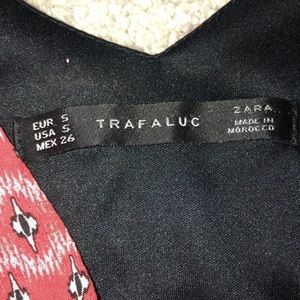 EUR S
USA S
MEX 26
TRAFALUC
ZARA
MADE IN
MOROCCO